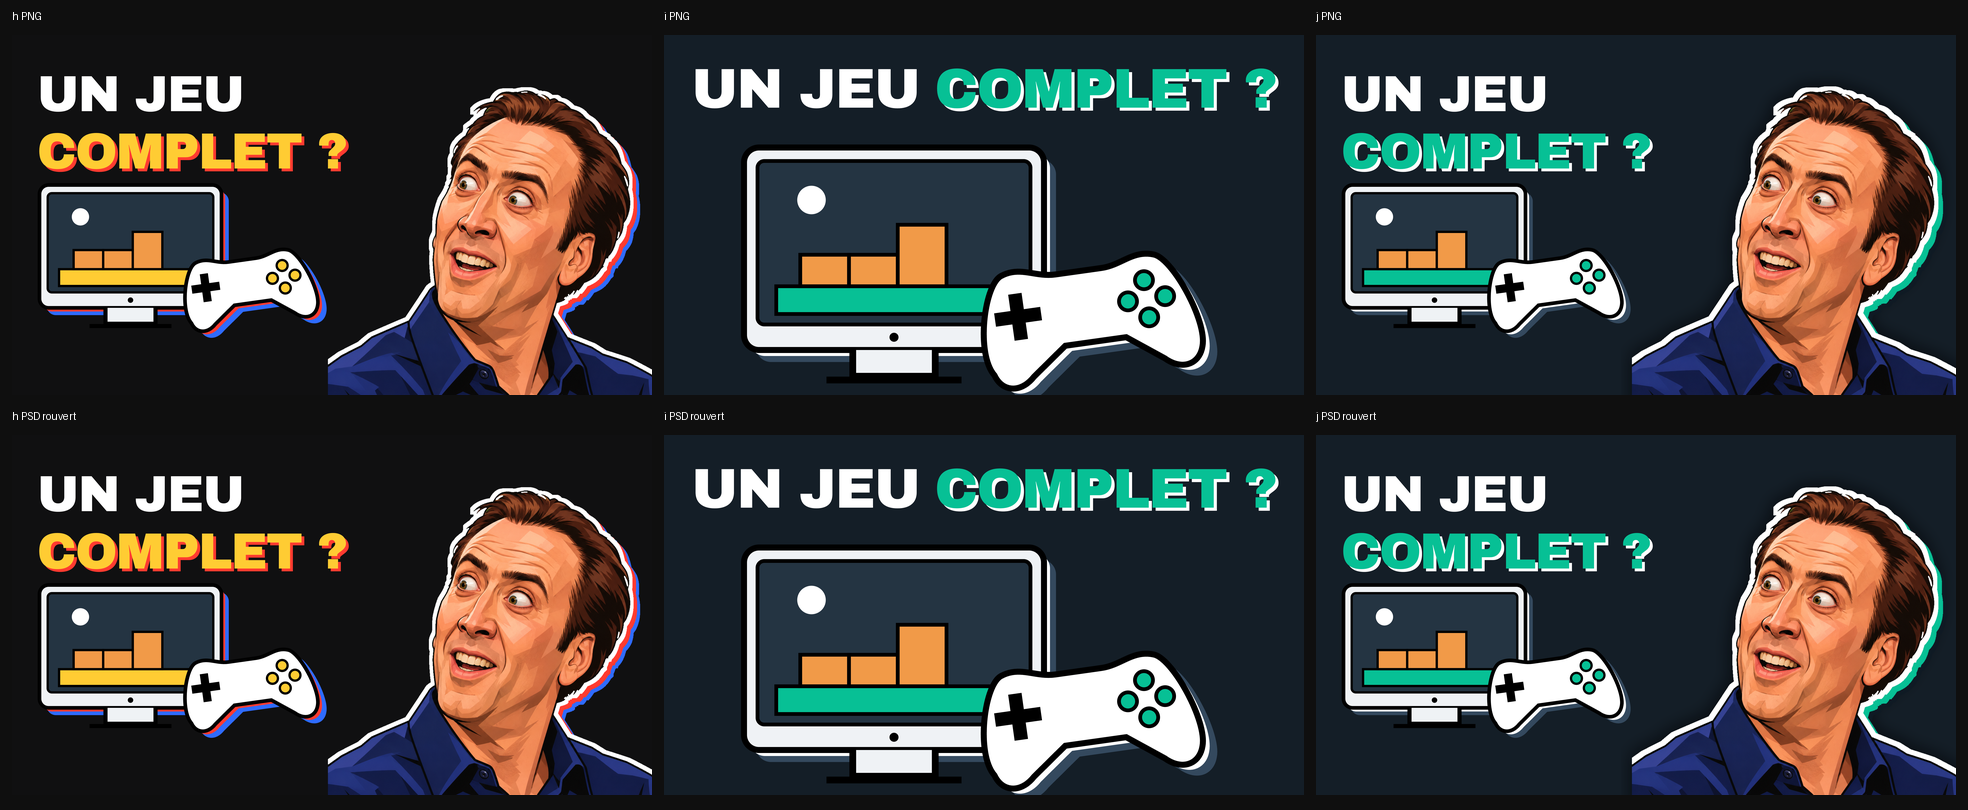 h PNG
i PNG
j PNG
UN JEU
COMPLET ?
UN JEU COMPLET ?
UN JEU
COMPLET ?
h PSD rouvert
i PSD rouvert
j PSD rouvert
UN JEU
COMPLET ?
UN JEU COMPLET ?
UN JEU
COMPLET ?